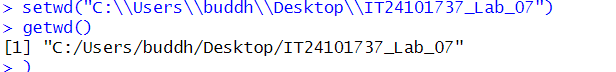 > setwd("C:\\Users\\buddh\\Desktop\\IT24101737_Lab_07")
> getwd()
[1] "C:/Users/buddh/Desktop/IT24101737_Lab_07"
> )